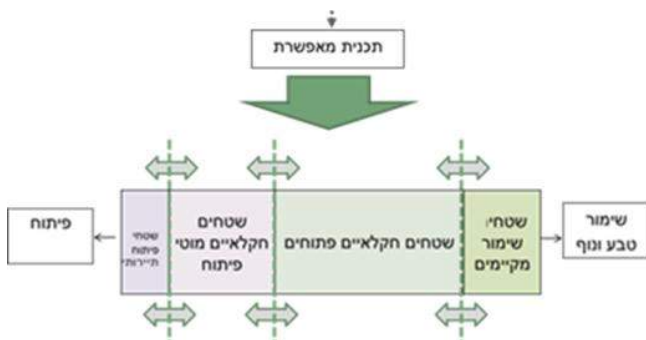 תכנית מאפשרת
שימור
טבע ונוף
שטחי
שימור
מקיימים
שטחים חקלאיים פתוחים
שטחים
חקלאיים מוטי
פיתוח
שטחי
פיתוח
תיירותי
פיתוח